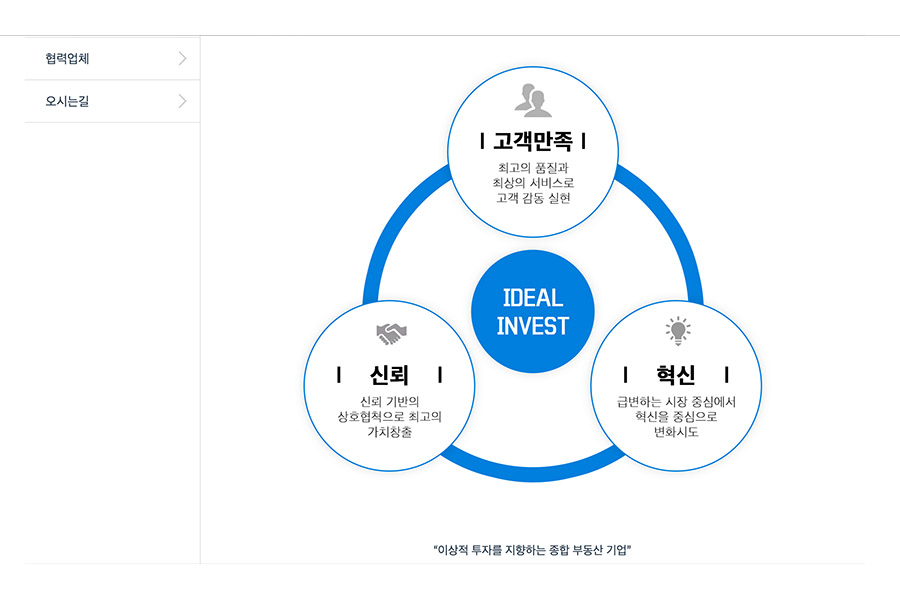 협력업체
오시는길
고객만족
최고의 품질과
최상의 서비스로
고객 감동 실현
IDEAL
INVEST
신뢰
신뢰 기반의
상호협척으로 최고의
가치창출
혁신
급변하는 시장 중심에서
혁신을 중심으로
변화시도
“이상적 투자를 지향하는 종합 부동산 기업”